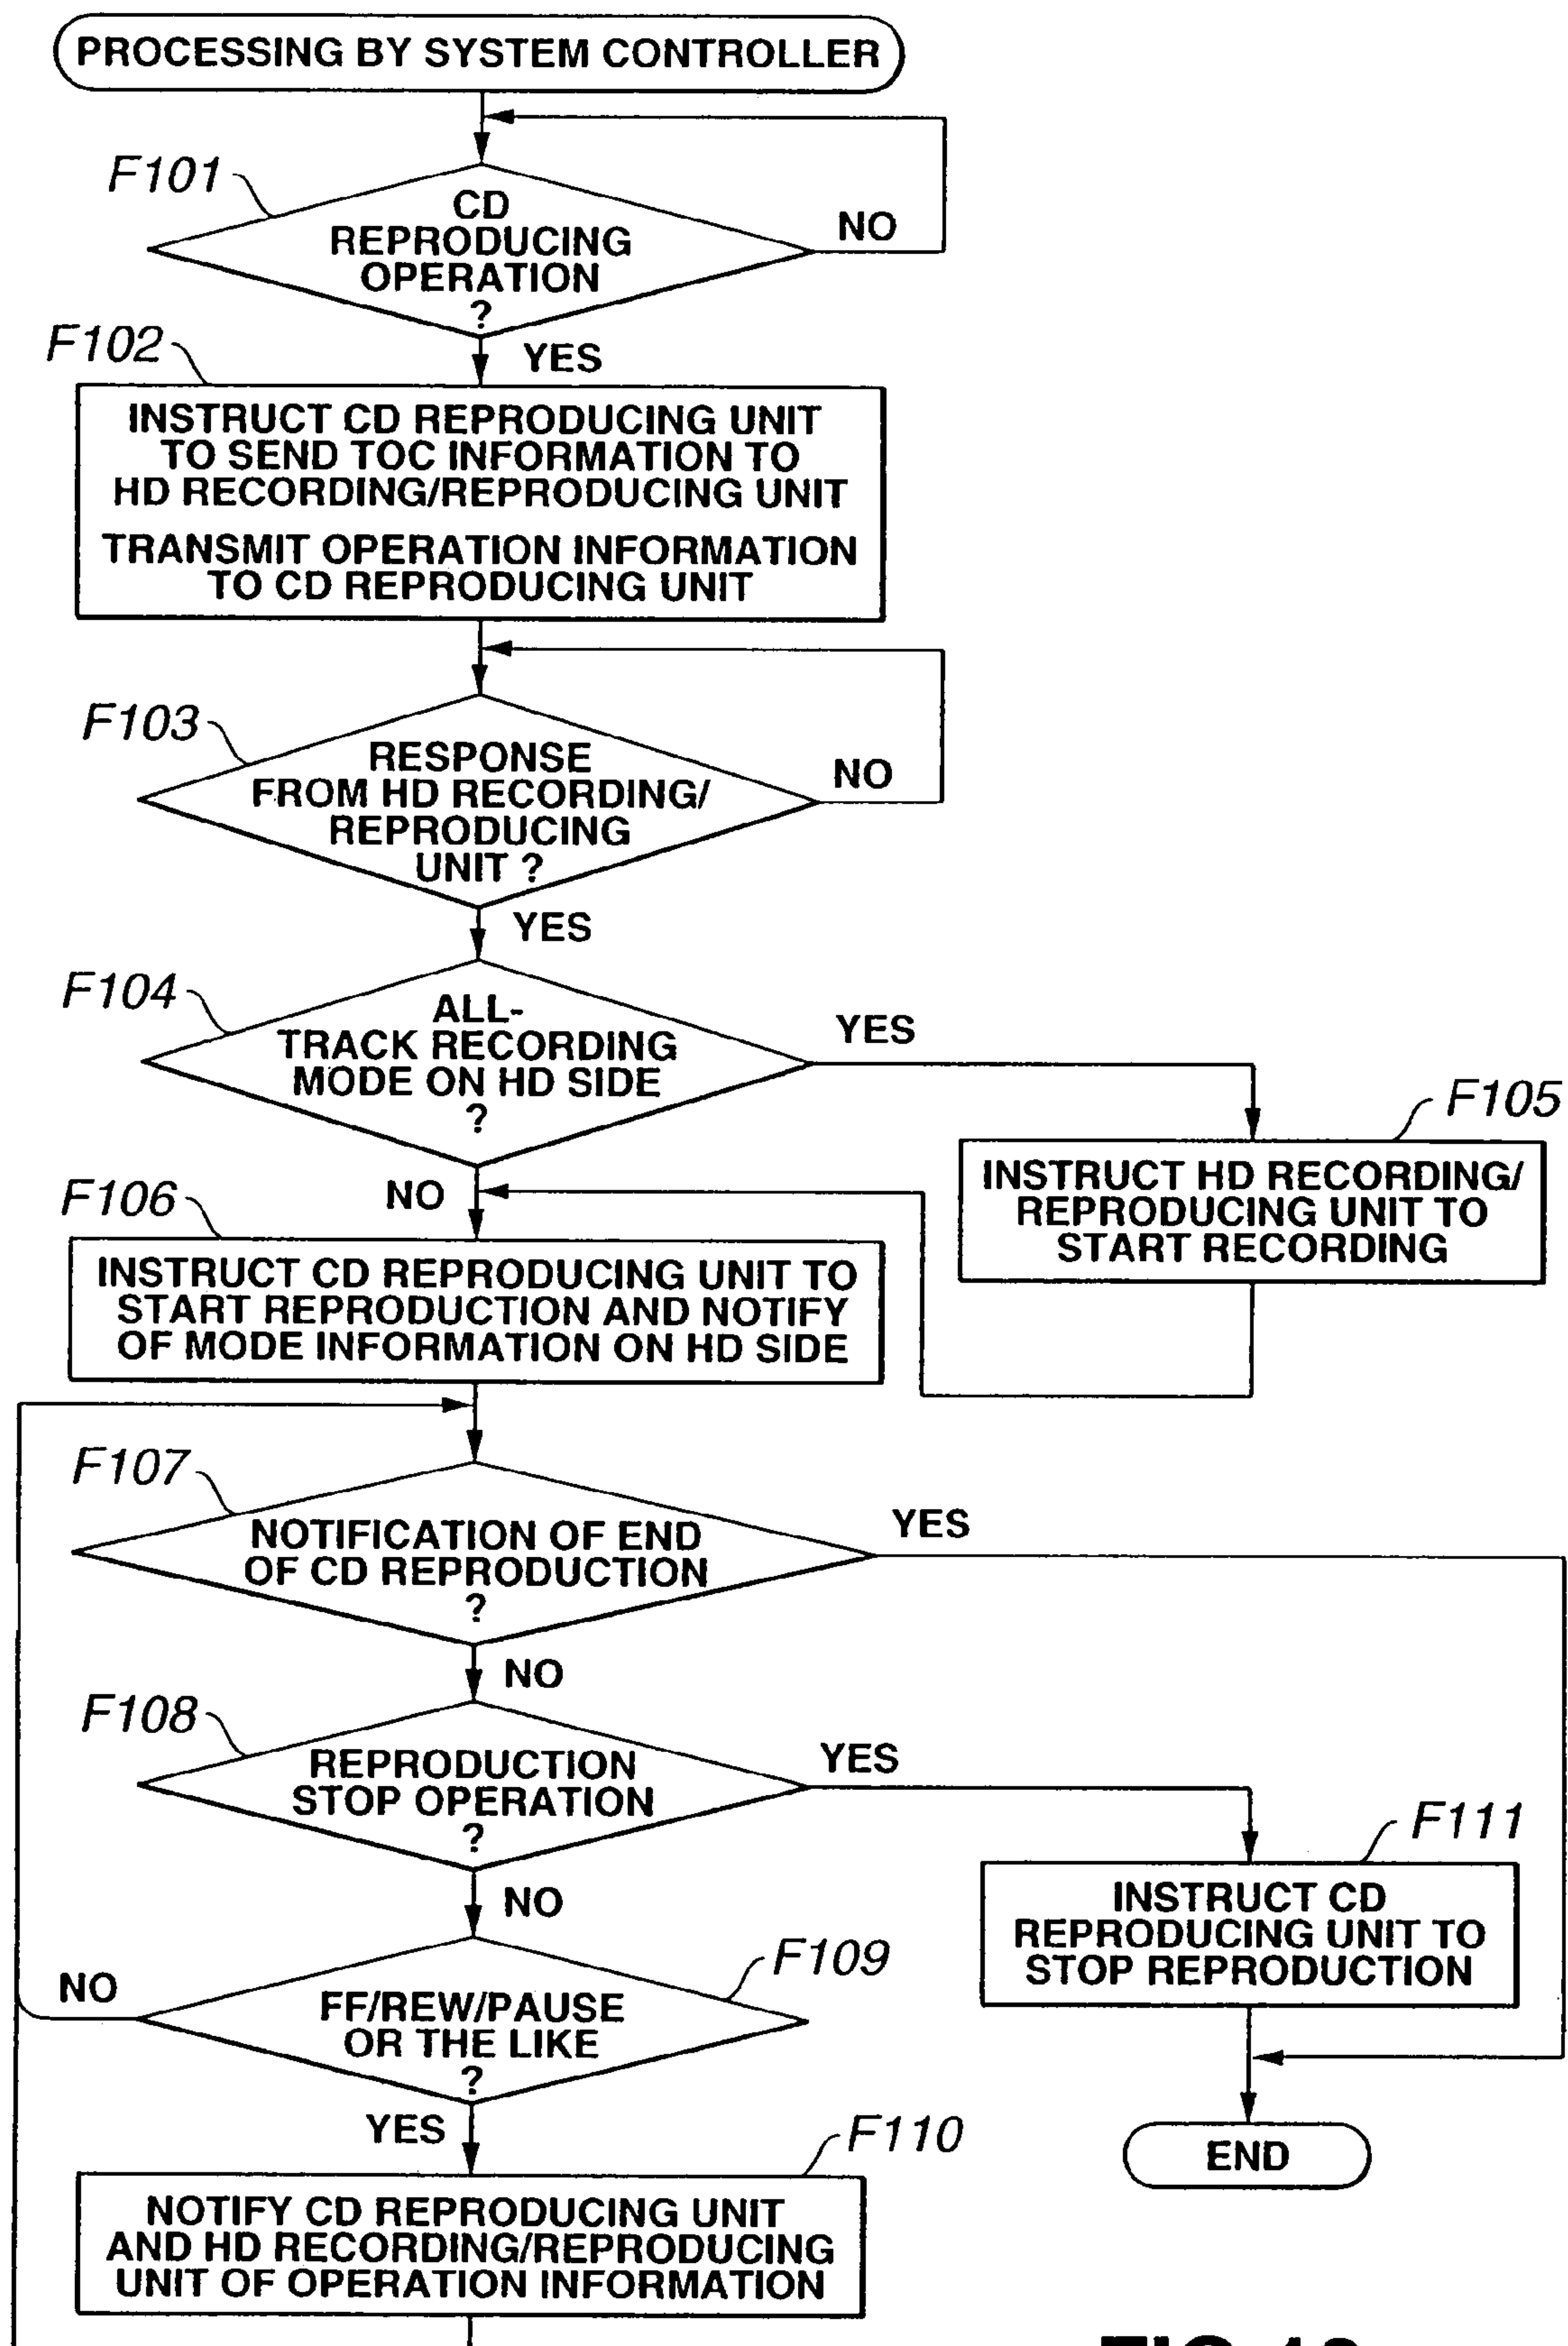 PROCESSING BY SYSTEM CONTROLLER
F101
CD
REPRODUCING
OPERATION
?
NO
YES
F102
INSTRUCT CD REPRODUCING UNIT
TO SEND TOC INFORMATION TO
HD RECORDING/REPRODUCING UNIT
TRANSMIT OPERATION INFORMATION
TO CD REPRODUCING UNIT
F103
RESPONSE
FROM HD RECORDING/
REPRODUCING
UNIT ?
NO
YES
F104
ALL-
TRACK RECORDING
MODE ON HD SIDE
?
YES
NO
F105
INSTRUCT HD RECORDING/
REPRODUCING UNIT TO
START RECORDING
F106
INSTRUCT CD REPRODUCING UNIT TO
START REPRODUCTION AND NOTIFY
OF MODE INFORMATION ON HD SIDE
F107
NOTIFICATION OF END
OF CD REPRODUCTION
?
YES
NO
F108
REPRODUCTION
STOP OPERATION
?
YES
NO
F111
INSTRUCT CD
REPRODUCING UNIT TO
STOP REPRODUCTION
F109
FF/REW/PAUSE
OR THE LIKE
?
NO
YES
END
F110
NOTIFY CD REPRODUCING UNIT
AND HD RECORDING/REPRODUCING
UNIT OF OPERATION INFORMATION